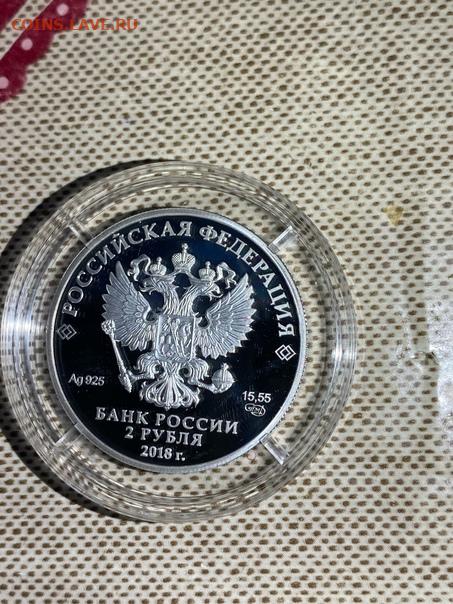 COINS.LAVE.RU
РОССИЙСКАЯ ФЕДЕРАЦИЯ
Ag 925
15,55
БАНК РОССИИ
2 РУБЛЯ
2018 г.